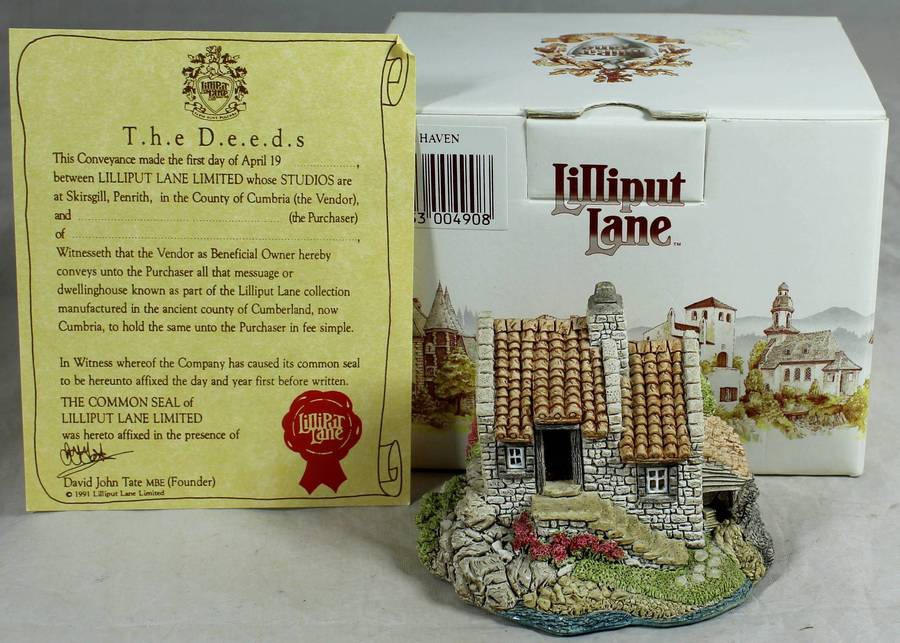 LilliPut
Lane
T.h.e D.e.e.d.s
This Conveyance made the first day of April 19 ,
between LILLIPUT LANE LIMITED whose STUDIOS are
at Skirsgill, Penrith, in the County of Cumbria (the Vendor),
and (the Purchaser)
of ,
Witnesseth that the Vendor as Beneficial Owner hereby
conveys unto the Purchaser all that message or
dwellinghouse known as part of the Lilliput Lane collection
manufactured in the ancient county of Cumberland, now
Cumbria, to hold the same unto the Purchaser in fee simple.
In Witness whereof the Company has caused its common seal
to be hereunto affixed the day and year first before written.
THE COMMON SEAL of
LILLIPUT LANE LIMITED
was hereto affixed in the presence of
David John Tate MBE (Founder)
© 1991 Lilliput Lane Limited
LilliPut
Lane
HAVEN
3 004908
Lilliput
Lane™